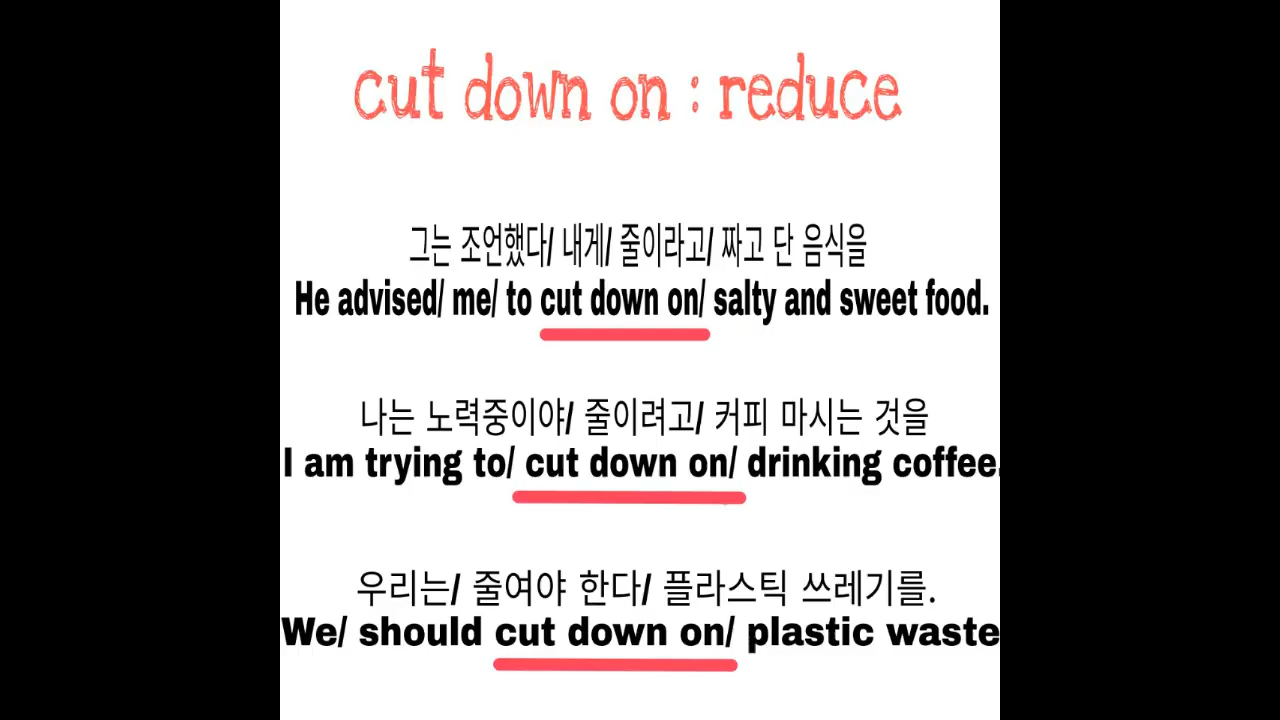 cut down on : reduce
그는 조언했다/ 내게/ 줄이라고/ 짜고 단 음식을
He advised/ me/ to cut down on/ salty and sweet food.
나는 노력중이야/ 줄이려고/ 커피 마시는 것을
I am trying to/ cut down on/ drinking coffee.
우리는/ 줄여야 한다/ 플라스틱 쓰레기를.
We/ should cut down on/ plastic waste